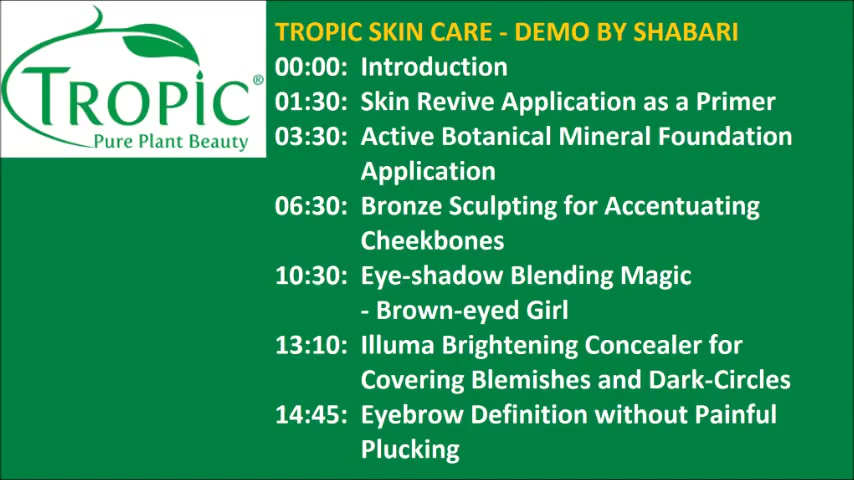 TROPIC®
Pure Plant Beauty
TROPIC SKIN CARE - DEMO BY SHABARI
00:00: Introduction
01:30: Skin Revive Application as a Primer
03:30: Active Botanical Mineral Foundation
Application
06:30: Bronze Sculpting for Accentuating
Cheekbones
10:30: Eye-shadow Blending Magic
- Brown-eyed Girl
13:10: Illuma Brightening Concealer for
Covering Blemishes and Dark-Circles
14:45: Eyebrow Definition without Painful
Plucking